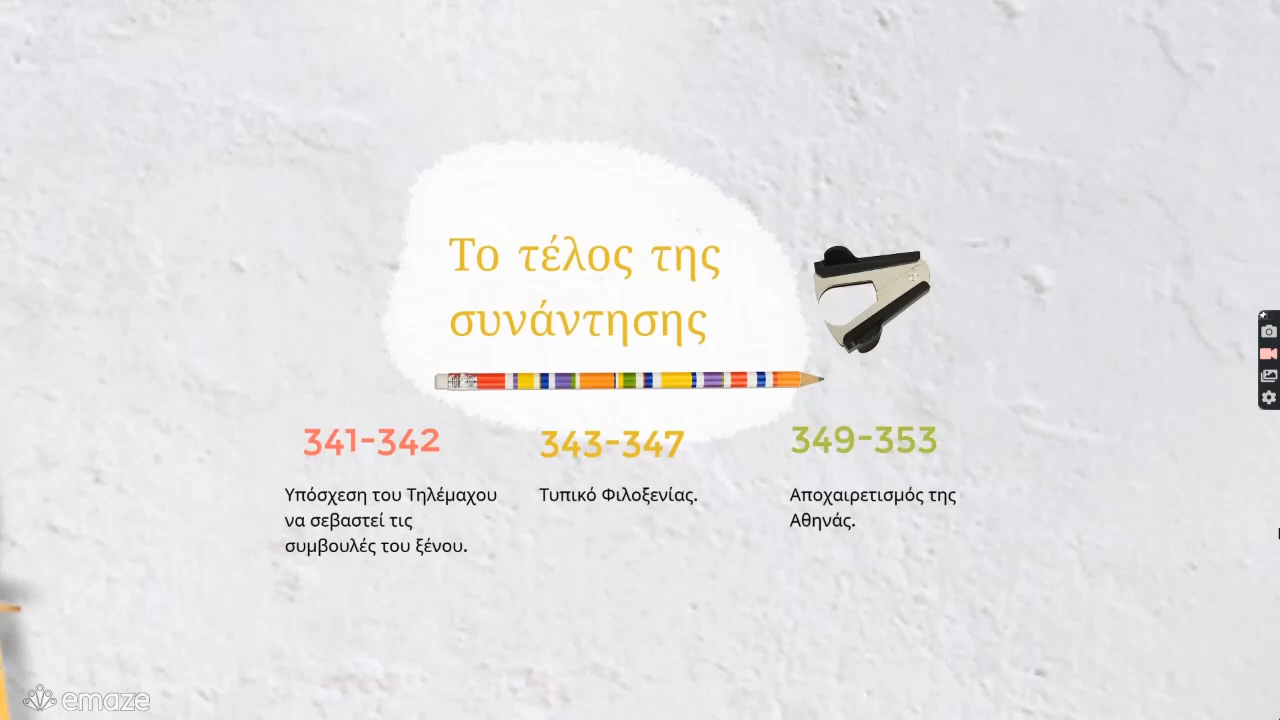 Το τέλος της
συνάντησης
341-342
Υπόσχεση του Τηλέμαχου
να σεβαστεί τις
συμβουλές του ξένου.
343-347
Τυπικό Φιλοξενίας.
349-353
Αποχαιρετισμός της
Αθηνάς.
emaze